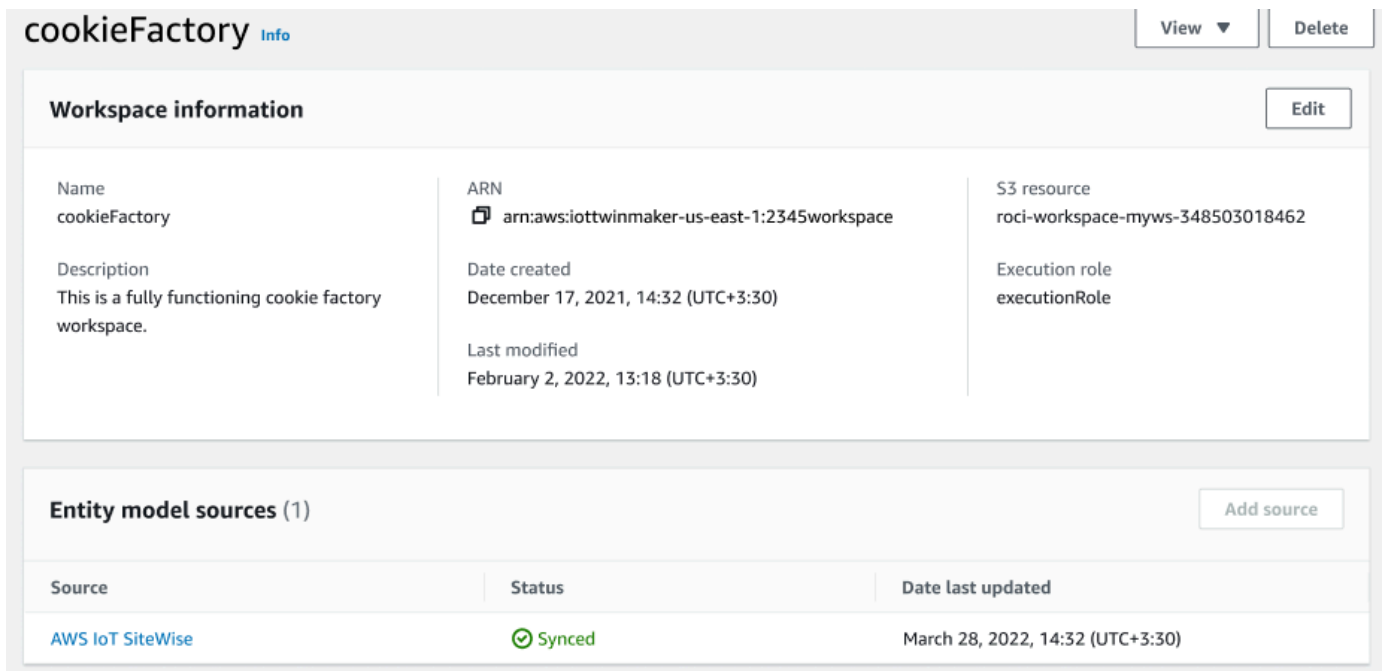 cookieFactory Info
View
Delete
Workspace information
Edit
Name
cookieFactory
Description
This is a fully functioning cookie factory
workspace.
ARN
arn:aws:iottwinmaker-us-east-1:2345workspace
Date created
December 17, 2021, 14:32 (UTC+3:30)
Last modified
February 2, 2022, 13:18 (UTC+3:30)
S3 resource
roci-workspace-myws-348503018462
Execution role
executionRole
Entity model sources (1)
Add source
Source Status Date last updated
AWS IoT SiteWise Synced March 28, 2022, 14:32 (UTC+3:30)